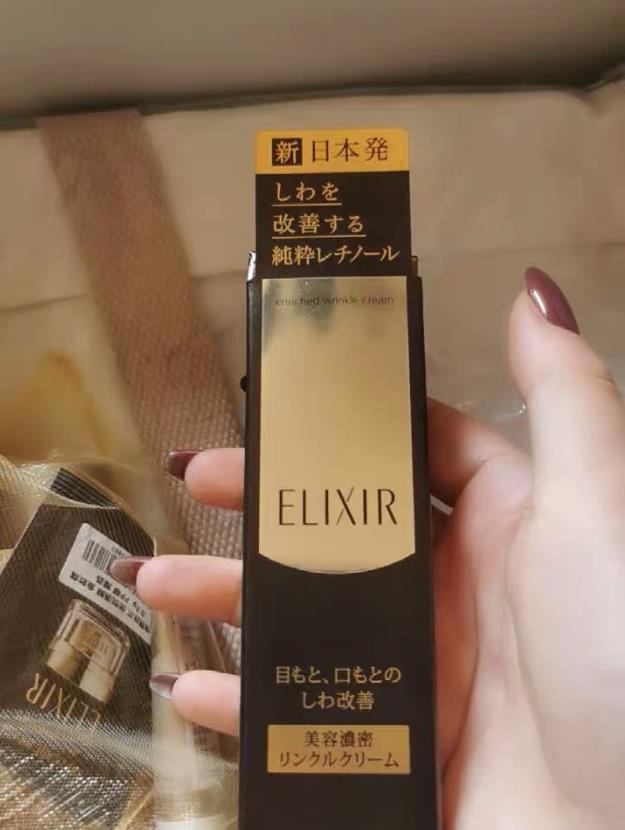 新 日本発
しわを
改善する
純粋レチノール
enriched wrinkle cream
ELIXIR
目もと、口もとの
しわ改善
美容濃密
リンクルクリーム
ELIXIR